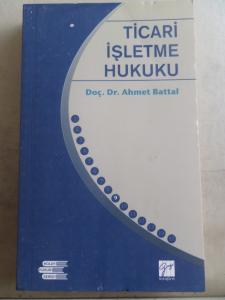 TİCARİ
İŞLETME
HUKUKU
Doç. Dr. Ahmet Battal